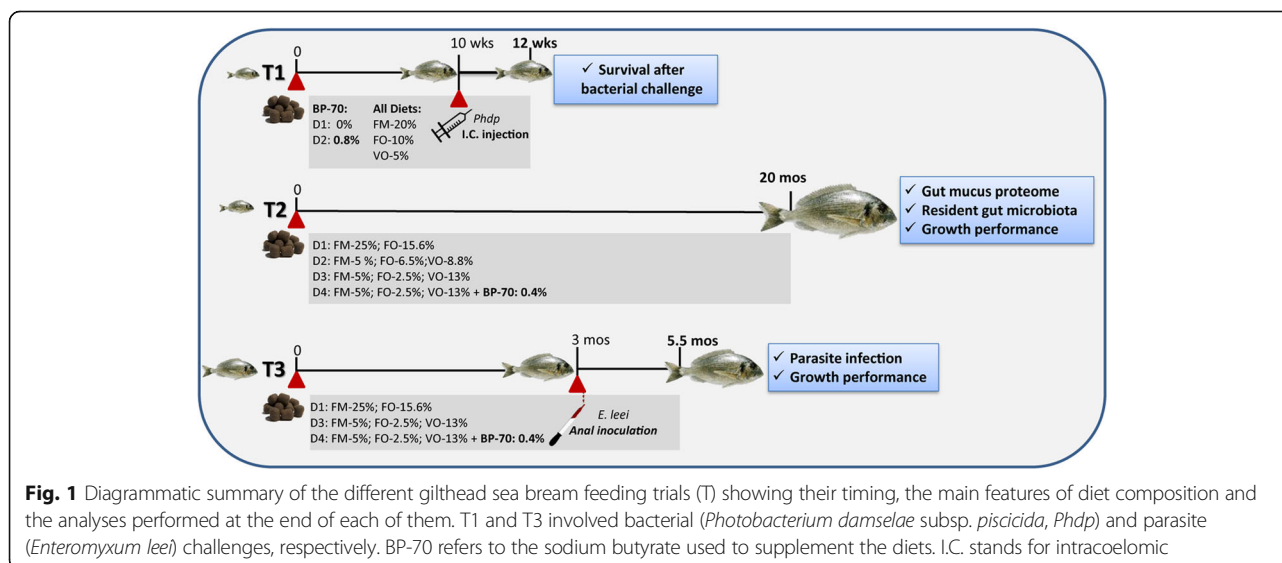 0
10 wks
12 wks
T1
✓ Survival after
bacterial challenge
BP-70:
D1: 0%
D2: 0.8%
All Diets:
FM-20%
FO-10%
VO-5%
Phdp
I.C. injection
0
20 mos
T2
✓ Gut mucus proteome
✓ Resident gut microbiota
✓ Growth performance
D1: FM-25%; FO-15.6%
D2: FM-5 %; FO-6.5%;VO-8.8%
D3: FM-5%; FO-2.5%; VO-13%
D4: FM-5%; FO-2.5%; VO-13% + BP-70: 0.4%
0
3 mos
5.5 mos
T3
✓ Parasite infection
✓ Growth performance
D1: FM-25%; FO-15.6%
D3: FM-5%; FO-2.5%; VO-13%
D4: FM-5%; FO-2.5%; VO-13% + BP-70: 0.4%
E. leei
Anal inoculation
Fig. 1 Diagrammatic summary of the different gilthead sea bream feeding trials (T) showing their timing, the main features of diet composition and
the analyses performed at the end of each of them. T1 and T3 involved bacterial (Photobacterium damselae subsp. piscicida, Phdp) and parasite
(Enteromyxum leei) challenges, respectively. BP-70 refers to the sodium butyrate used to supplement the diets. I.C. stands for intracoelomic